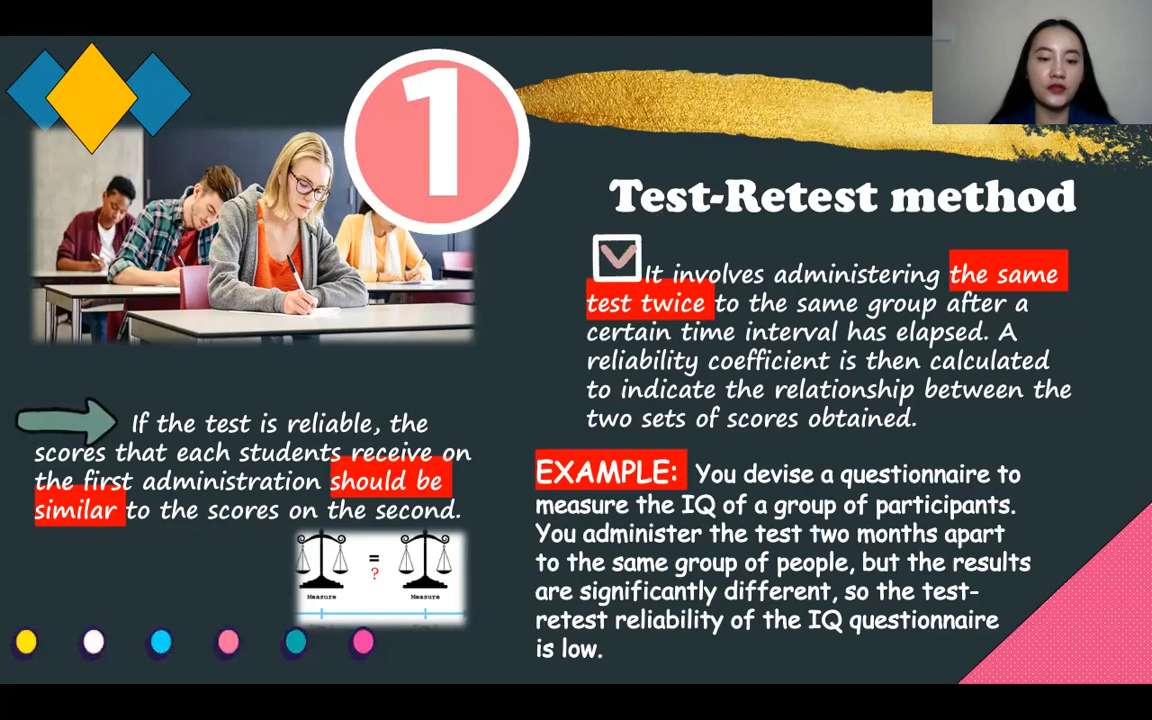 1
Test-Retest method
It involves administering the same
test twice to the same group after a
certain time interval has elapsed. A
reliability coefficient is then calculated
to indicate the relationship between the
two sets of scores obtained.
If the test is reliable, the
scores that each students receive on
the first administration should be
similar to the scores on the second.
=
?
Measure
Measure
EXAMPLE: You devise a questionnaire to
measure the IQ of a group of participants.
You administer the test two months apart
to the same group of people, but the results
are significantly different, so the test-
retest reliability of the IQ questionnaire
is low.